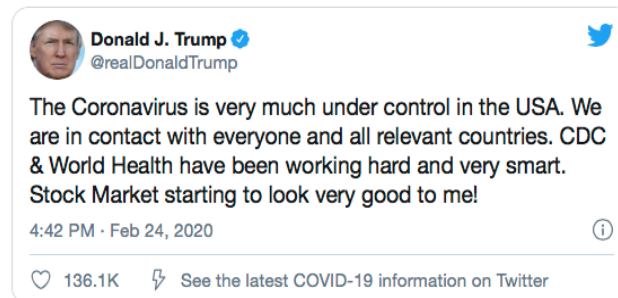 Donald J. Trump
@realDonaldTrump
The Coronavirus is very much under control in the USA. We
are in contact with everyone and all relevant countries. CDC
& World Health have been working hard and very smart.
Stock Market starting to look very good to me!
4:42 PM · Feb 24, 2020
136.1K See the latest COVID-19 information on Twitter